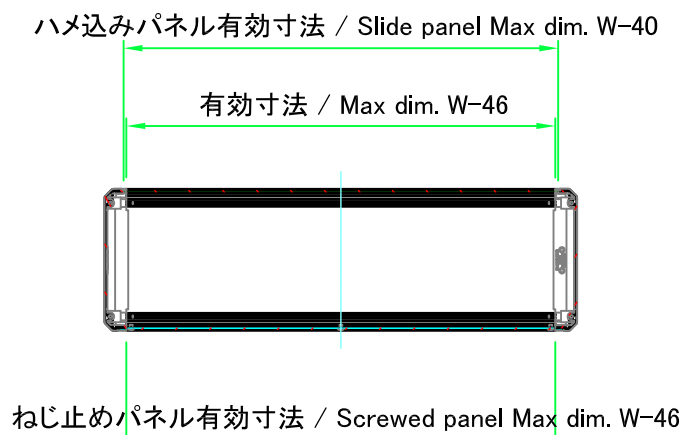 ハメ込みパネル有効寸法 / Slide panel Max dim. W-40
有効寸法 / Max dim. W-46
ねじ止めパネル有効寸法 / Screwed panel Max dim. W-46